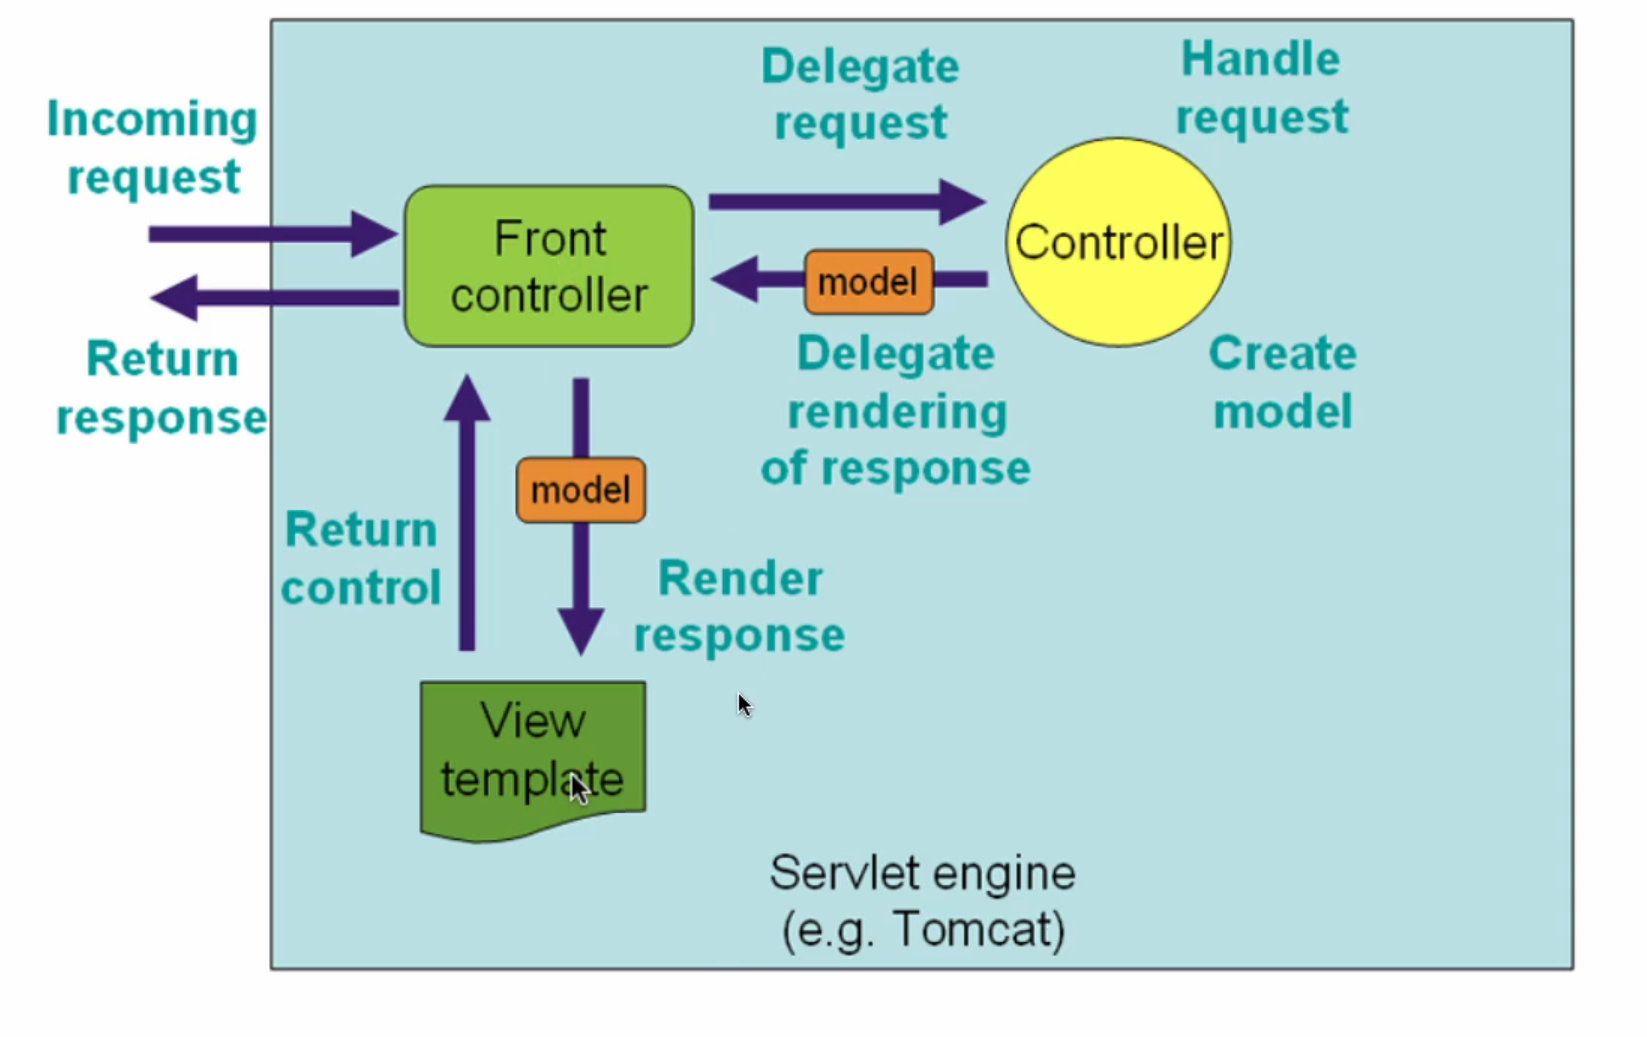 Incoming
request
Delegate
request
Handle
request
Front
controller
model
Controller
Return
response
Delegate
rendering
of response
Create
model
Return
control
model
Render
response
View
template
Servlet engine
(e.g. Tomcat)